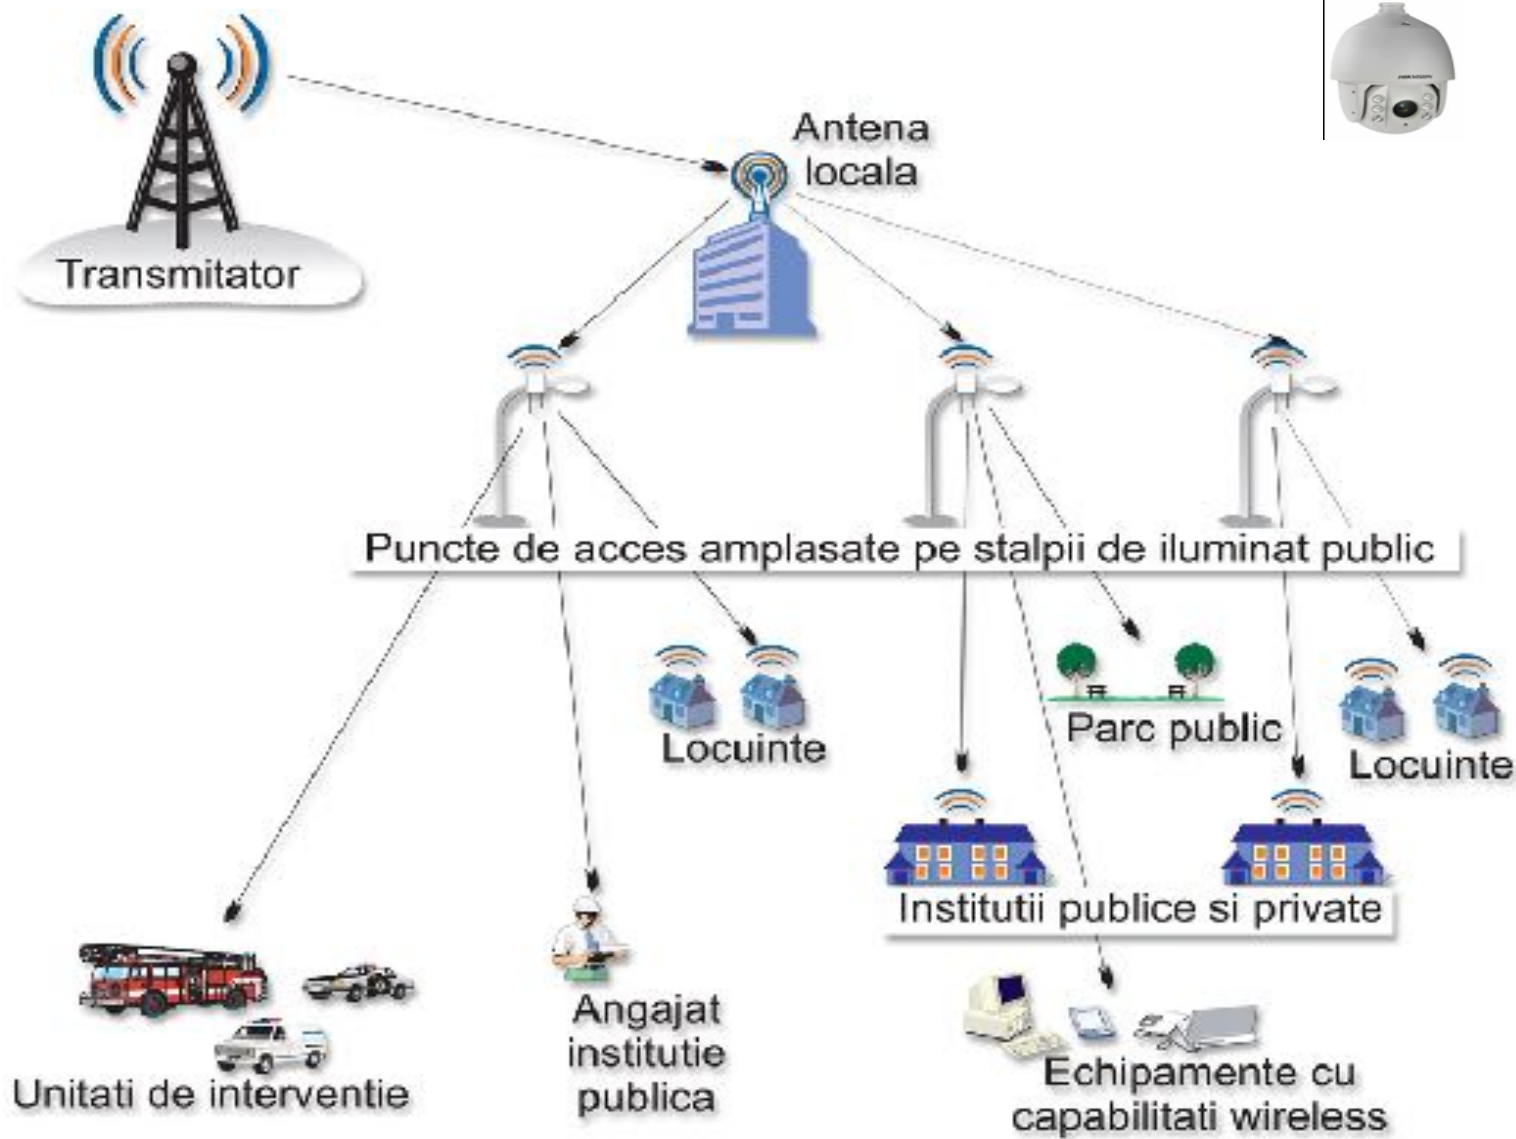 Antena
locala
Transmitator
Puncte de acces amplasate pe stalpii de iluminat public
Parc public
Locuinte
Locuinte
Institutii publice si private
Angajat
institutie
publica
Unitati de interventie
Echipamente cu
capabilitati wireless